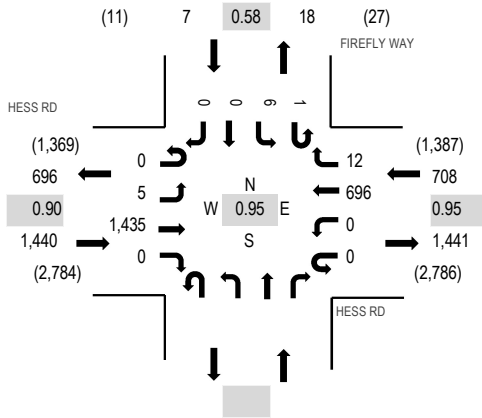 (11) 7 0.58 18 (27)
FIREFLY WAY
HESS RD
0 0 6 1
(1,369) (1,387)
696 0 12 708
0.90 5 N 696 0.95
W 0.95 E
1,440 1,435 S 0 1,441
(2,784) 0 0 (2,786)
HESS RD